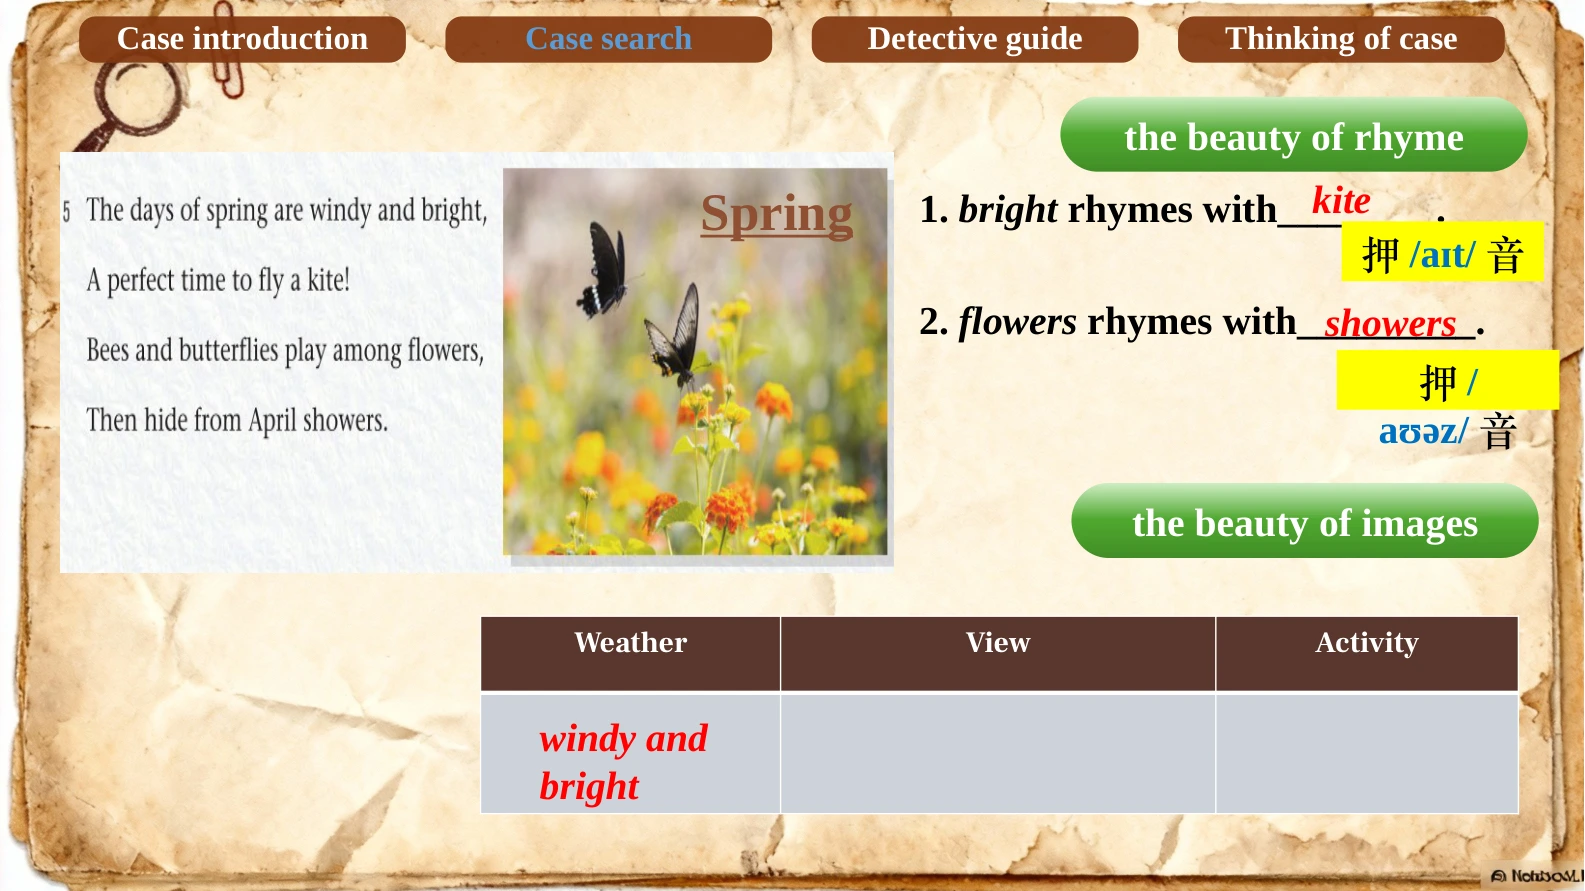 Case introduction
Case search
Detective guide
Thinking of case
the beauty of rhyme
5 The days of spring are windy and bright,
A perfect time to fly a kite!
Bees and butterflies play among flowers,
Then hide from April showers.
Spring
1. bright rhymes with________.
kite
押 /aɪt/ 音
2. flowers rhymes with_________.
showers
押 /
aʊəz/ 音
the beauty of images
Weather
View
Activity
windy and
bright